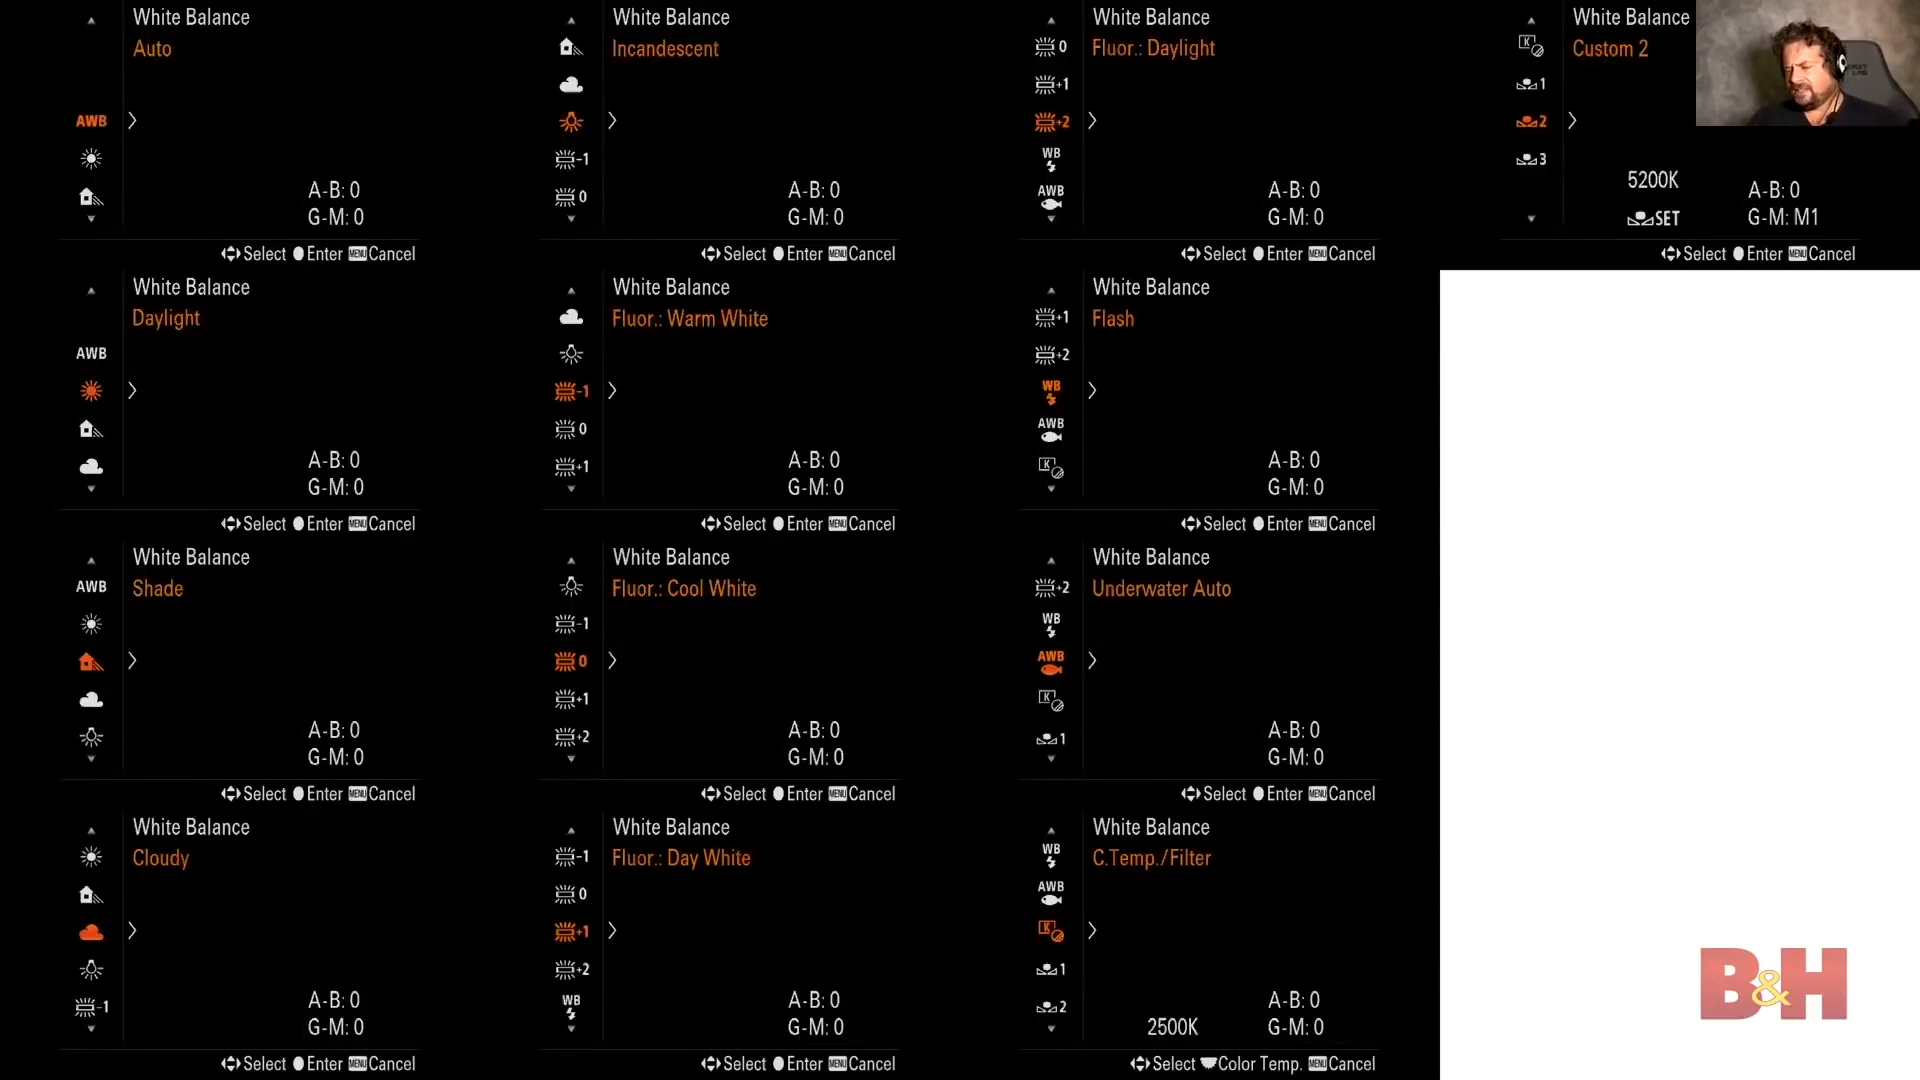 White Balance
Auto
AWB
A-B: 0
G-M: 0
Select Enter MENU Cancel
White Balance
Daylight
AWB
A-B: 0
G-M: 0
Select Enter MENU Cancel
White Balance
AWB
Shade
A-B: 0
G-M: 0
Select Enter MENU Cancel
White Balance
Cloudy
A-B: 0
-1
G-M: 0
Select Enter MENU Cancel
White Balance
Incandescent
-1
A-B: 0
0
G-M: 0
Select Enter MENU Cancel
White Balance
Fluor.: Warm White
-1
0
A-B: 0
+1
G-M: 0
Select Enter MENU Cancel
White Balance
Fluor.: Cool White
-1
0
+1
A-B: 0
+2
G-M: 0
Select Enter MENU Cancel
White Balance
-1
Fluor.: Day White
0
+1
+2
WB
A-B: 0
G-M: 0
Select Enter MENU Cancel
White Balance
0
Fluor.: Daylight
+1
+2
WB
AWB
A-B: 0
G-M: 0
Select Enter MENU Cancel
White Balance
+1
Flash
+2
WB
AWB
K
A-B: 0
G-M: 0
Select Enter MENU Cancel
White Balance
+2
Underwater Auto
WB
AWB
K
1
A-B: 0
G-M: 0
Select Enter MENU Cancel
White Balance
WB
C.Temp./Filter
AWB
K
1
2
A-B: 0
2500K G-M: 0
Select Color Temp. MENU Cancel
White Balance
K
Custom 2
1
2
3
5200K A-B: 0
SET G-M: M1
Select Enter MENU Cancel
B&H